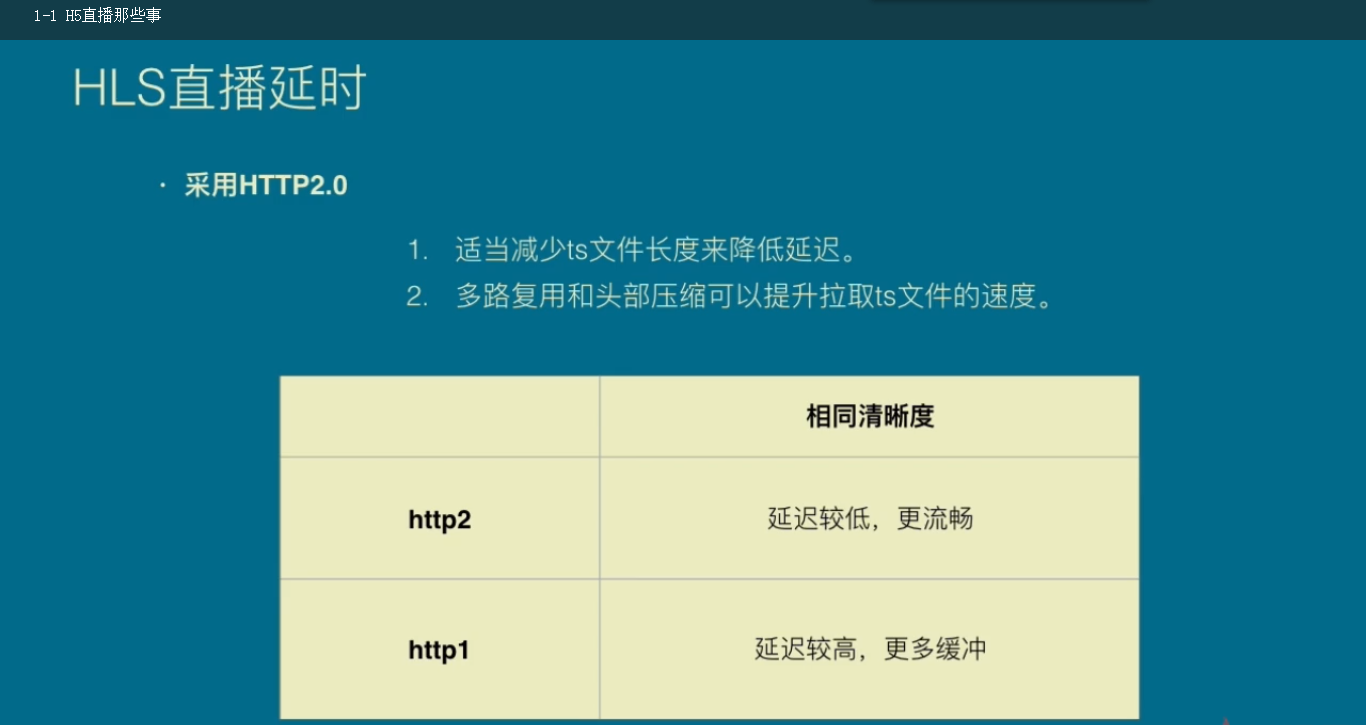 1-1 H5直播那些事
HLS直播延时
· 采用HTTP2.0
1. 适当减少ts文件长度来降低延迟。
2. 多路复用和头部压缩可以提升拉取ts文件的速度。
相同清晰度
http2 延迟较低，更流畅
http1 延迟较高，更多缓冲